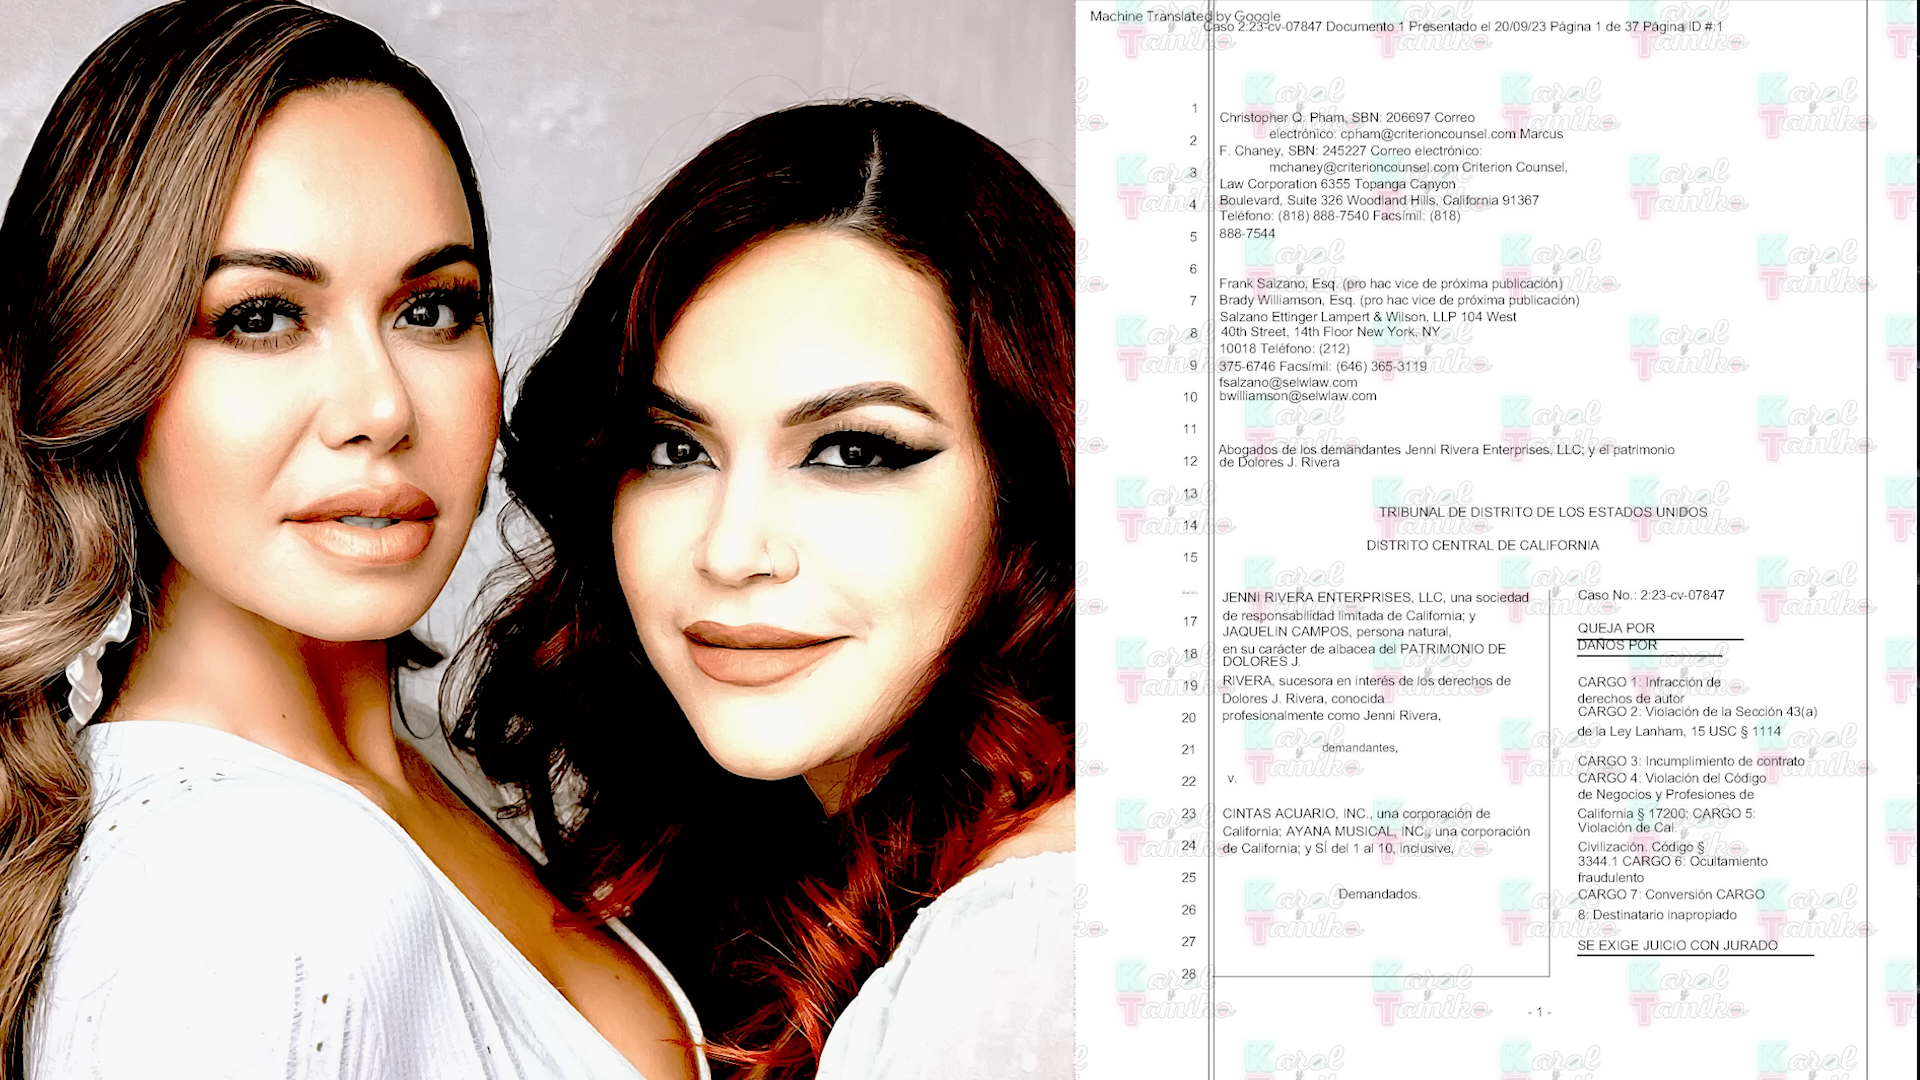 Machine Translated by Google
Caso 2:23-cv-07847 Documento 1 Presentado el 20/09/23 Página 1 de 37 Página ID #:1
1
Christopher Q. Pham, SBN: 206697 Correo
electrónico: cpham@criterioncounsel.com Marcus
2
F. Chaney, SBN: 245227 Correo electrónico:
mchaney@criterioncounsel.com Criterion Counsel,
3
Law Corporation 6355 Topanga Canyon
Boulevard, Suite 326 Woodland Hills, California 91367
4
Teléfono: (818) 888-7540 Facsímil: (818)
888-7544
5
6
Frank Salzano, Esq. (pro hac vice de próxima publicación)
7
Brady Williamson, Esq. (pro hac vice de próxima publicación)
Salzano Ettinger Lampert & Wilson, LLP 104 West
8
40th Street, 14th Floor New York, NY
10018 Teléfono: (212)
9
375-6746 Facsímil: (646) 365-3119
fsalzano@selwlaw.com
10
bwilliamson@selwlaw.com
11
Abogados de los demandantes Jenni Rivera Enterprises, LLC; y el patrimonio
12
de Dolores J. Rivera
13
TRIBUNAL DE DISTRITO DE LOS ESTADOS UNIDOS
14
DISTRITO CENTRAL DE CALIFORNIA
15
JENNI RIVERA ENTERPRISES, LLC, una sociedad
de responsabilidad limitada de California; y
17
JAQUELIN CAMPOS, persona natural,
en su carácter de albacea del PATRIMONIO DE
18
DOLORES J.
RIVERA, sucesora en interés de los derechos de
19
Dolores J. Rivera, conocida
profesionalmente como Jenni Rivera,
20
demandantes,
21
v.
22
CINTAS ACUARIO, INC., una corporación de
23
California; AYANA MUSICAL, INC., una corporación
24
de California; y SÍ del 1 al 10, inclusive,
25
Demandados.
26
27
28
Caso No.: 2:23-cv-07847
QUEJA POR
DAÑOS POR
CARGO 1: Infracción de
derechos de autor
CARGO 2: Violación de la Sección 43(a)
de la Ley Lanham, 15 USC § 1114
CARGO 3: Incumplimiento de contrato
CARGO 4: Violación del Código
de Negocios y Profesiones de
California § 17200; CARGO 5:
Violación de Cal.
Civilización. Código §
3344.1 CARGO 6: Ocultamiento
fraudulento
CARGO 7: Conversión CARGO
8: Destinatario inapropiado
SE EXIGE JUICIO CON JURADO
- 1 -
Karol
y
Tamiko